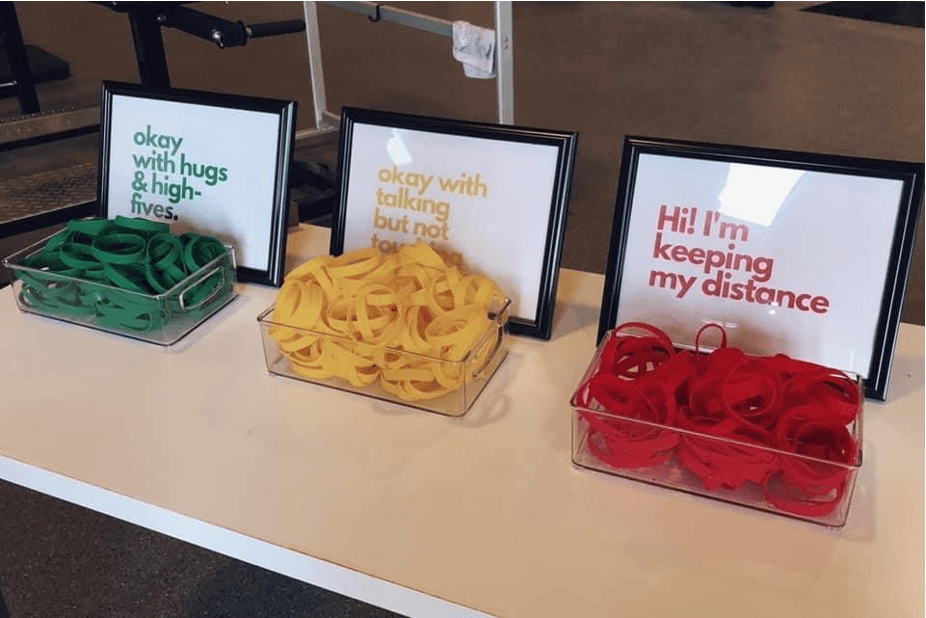 okay
with hugs
& high-
fives.
okay with
talking
but not
Hi! I'm
keeping
my distance